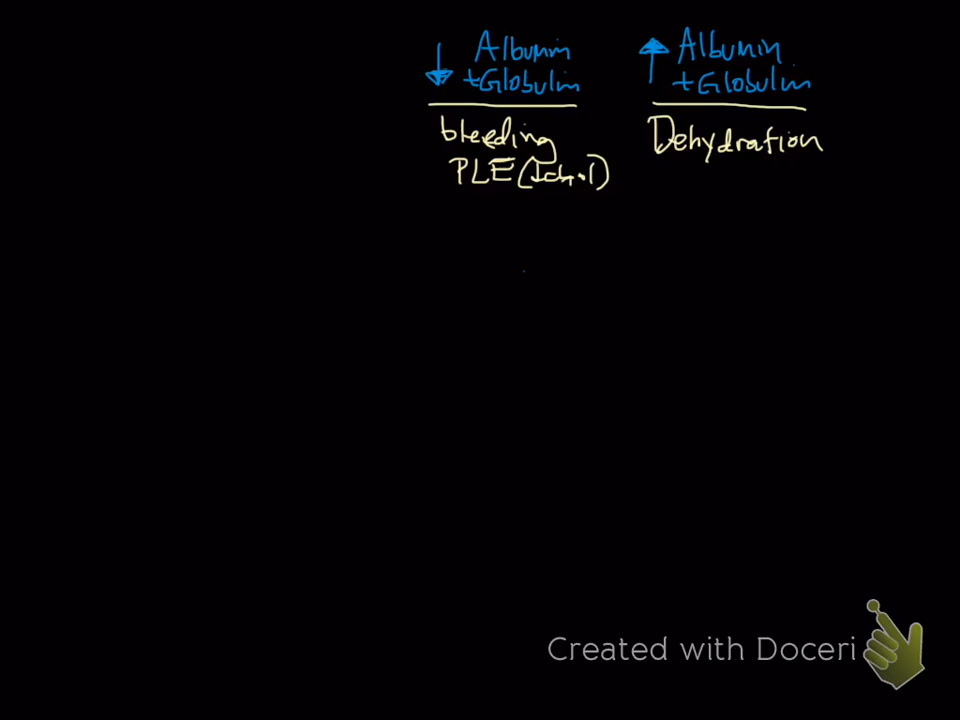 ↓ Albumin
+Globulin
bleeding
PLE
↑ Albumin
+Globulin
Dehydration
Created with Doceri